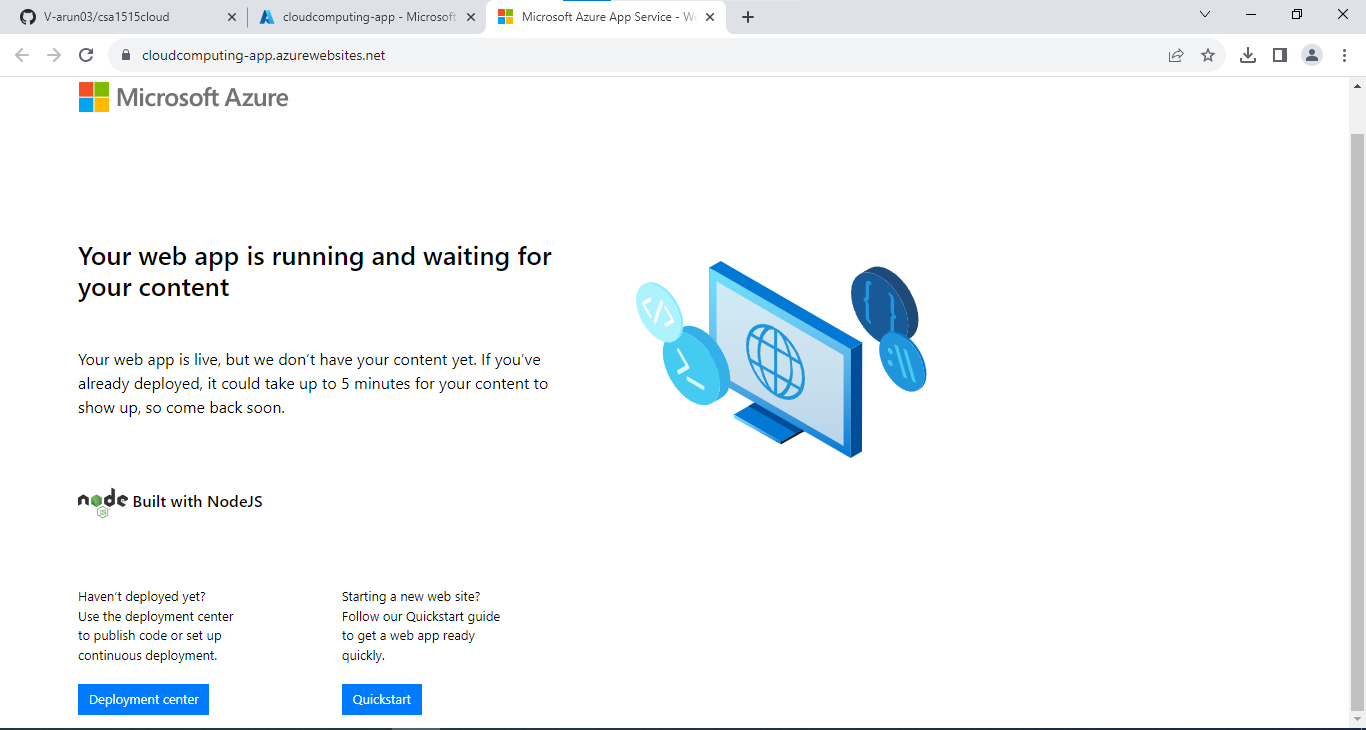 V-arun03/csa1515cloud
cloudcomputing-app - Microsoft
Microsoft Azure App Service - We
cloudcomputing-app.azurewebsites.net
Microsoft Azure
Your web app is running and waiting for
your content
Your web app is live, but we don’t have your content yet. If you’ve
already deployed, it could take up to 5 minutes for your content to
show up, so come back soon.
node JS Built with NodeJS
Haven’t deployed yet?
Use the deployment center
to publish code or set up
continuous deployment.
Deployment center
Starting a new web site?
Follow our Quickstart guide
to get a web app ready
quickly.
Quickstart